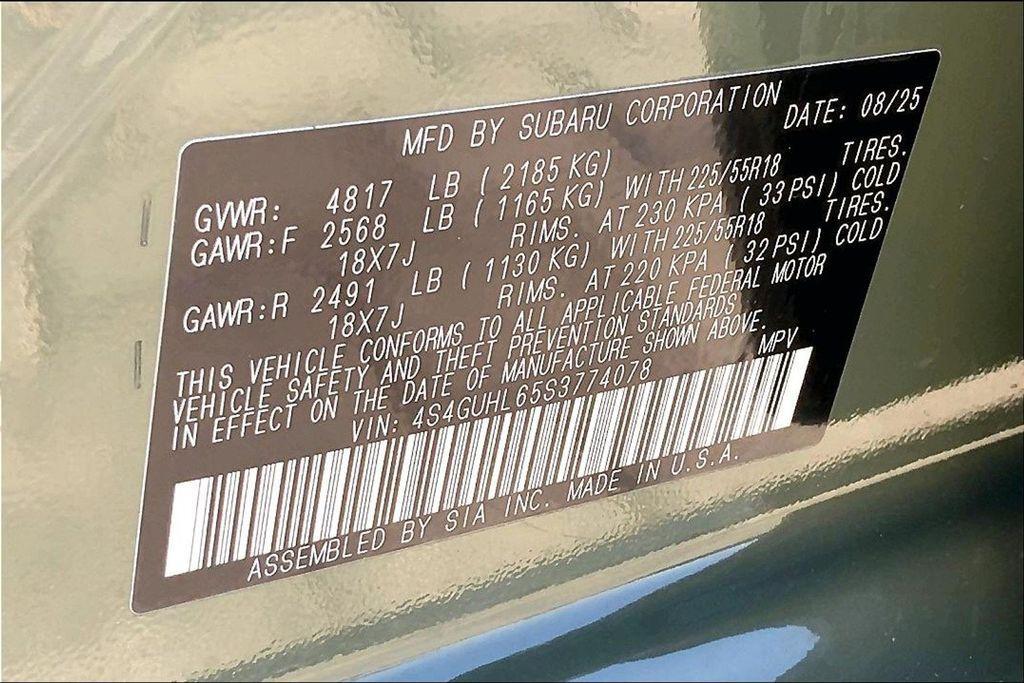 MFD BY SUBARU CORPORATION
DATE: 08/25
GVWR: 4817 LB (2185 KG)
GAWR:F 2568 LB (1165 KG) WITH 225/55R18 TIRES.
18X7J RIMS. AT 230 KPA (33 PSI) COLD
GAWR:R 2491 LB (1130 KG) WITH 225/55R18 TIRES.
18X7J RIMS. AT 220 KPA (32 PSI) COLD
THIS VEHICLE CONFORMS TO ALL APPLICABLE FEDERAL MOTOR
VEHICLE SAFETY AND THEFT PREVENTION STANDARDS
IN EFFECT ON THE DATE OF MANUFACTURE SHOWN ABOVE.
VIN: 4S4GUHL65S3774078 MPV
ASSEMBLED BY SIA INC. MADE IN U.S.A.